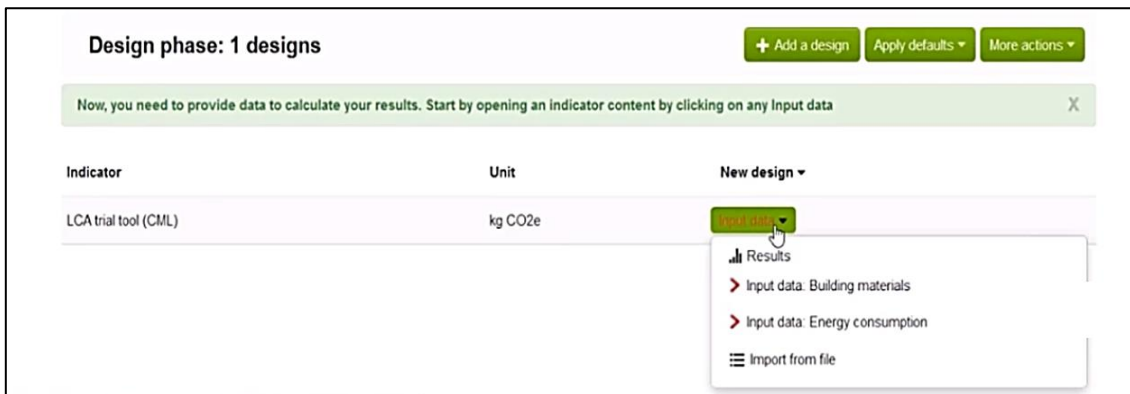 Design phase: 1 designs
+ Add a design
Apply defaults
More actions
Now, you need to provide data to calculate your results. Start by opening an indicator content by clicking on any Input data
X
Indicator Unit New design
LCA trial tool (CML) kg CO2e Input data
Results
Input data: Building materials
Input data: Energy consumption
Import from file